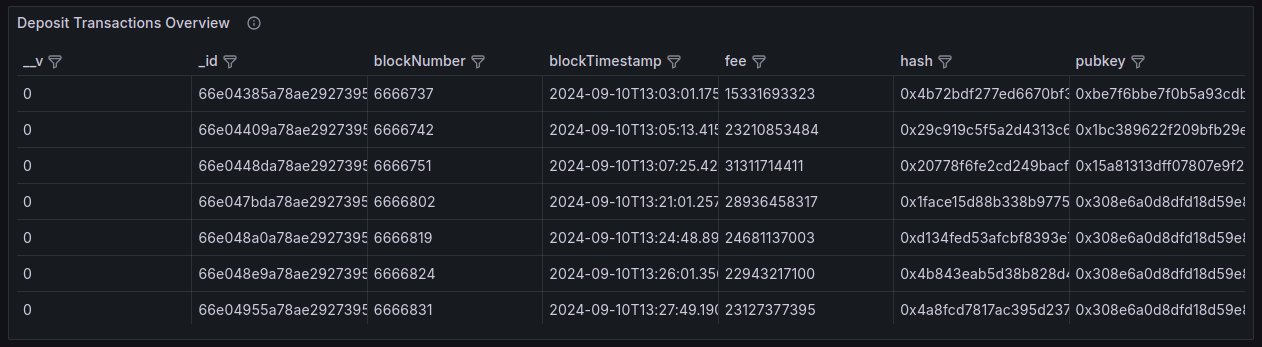 Deposit Transactions Overview
__v _id blockNumber blockTimestamp fee hash pubkey
0 66e04385a78ae2927395 6666737 2024-09-10T13:03:01.175 15331693323 0x4b72bdf277ed6670bf3 0xbe7f6bbe7f0b5a93cdb
0 66e04409a78ae2927395 6666742 2024-09-10T13:05:13.415 23210853484 0x29c919c5f5a2d4313c6 0x1bc389622f209bfb29e
0 66e0448da78ae2927395 6666751 2024-09-10T13:07:25.42 31311714411 0x20778f6fe2cd249bacf 0x15a81313dff07807e9f2
0 66e047bda78ae2927395 6666802 2024-09-10T13:21:01.257 28936458317 0x1face15d88b338b9775 0x308e6a0d8dfd18d59e8
0 66e048a0a78ae2927395 6666819 2024-09-10T13:24:48.89 24681137003 0xd134fed53afcbf8393e7 0x308e6a0d8dfd18d59e8
0 66e048e9a78ae2927395 6666824 2024-09-10T13:26:01.356 22943217100 0x4b843eab5d38b828d4 0x308e6a0d8dfd18d59e8
0 66e04955a78ae2927395 6666831 2024-09-10T13:27:49.190 23127377395 0x4a8fcd7817ac395d237 0x308e6a0d8dfd18d59e8